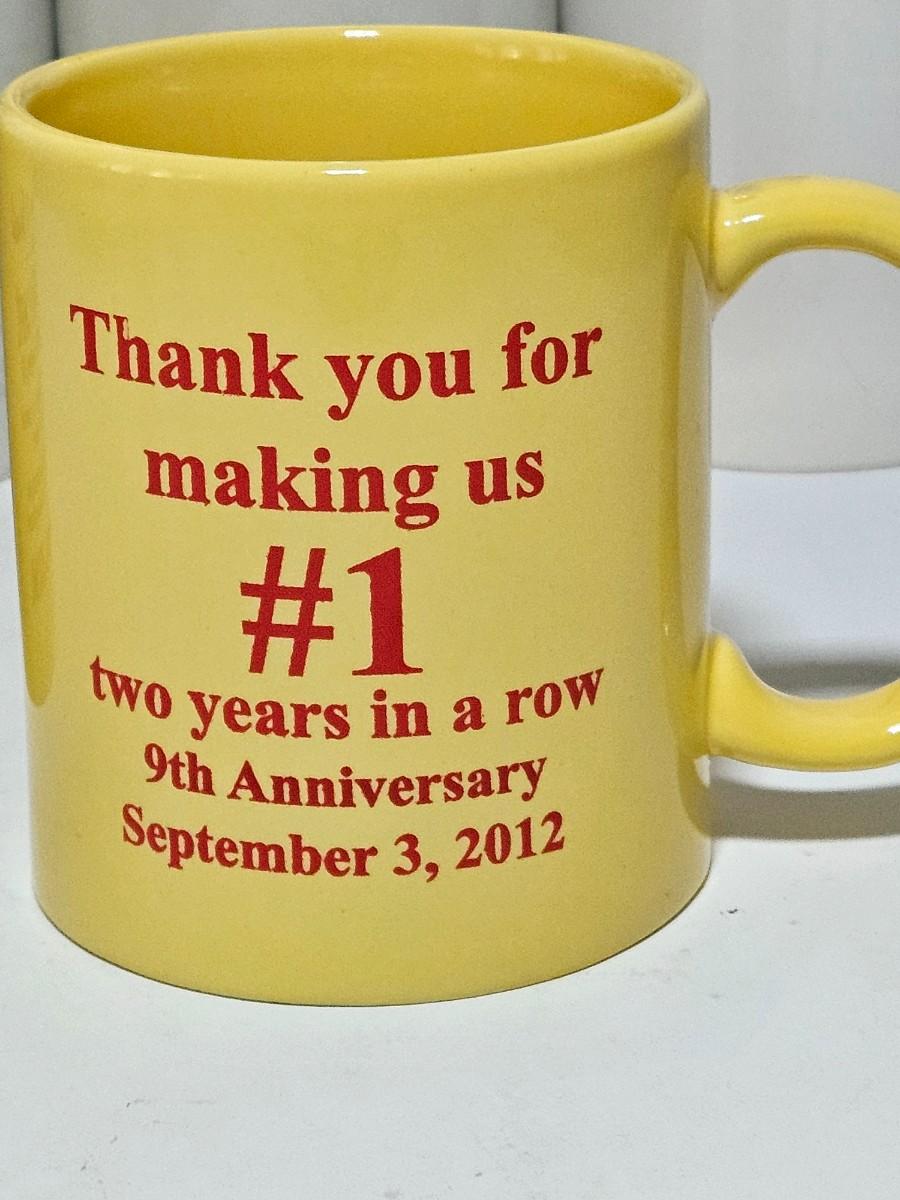 Thank you for
making us
#1
two years in a row
9th Anniversary
September 3, 2012